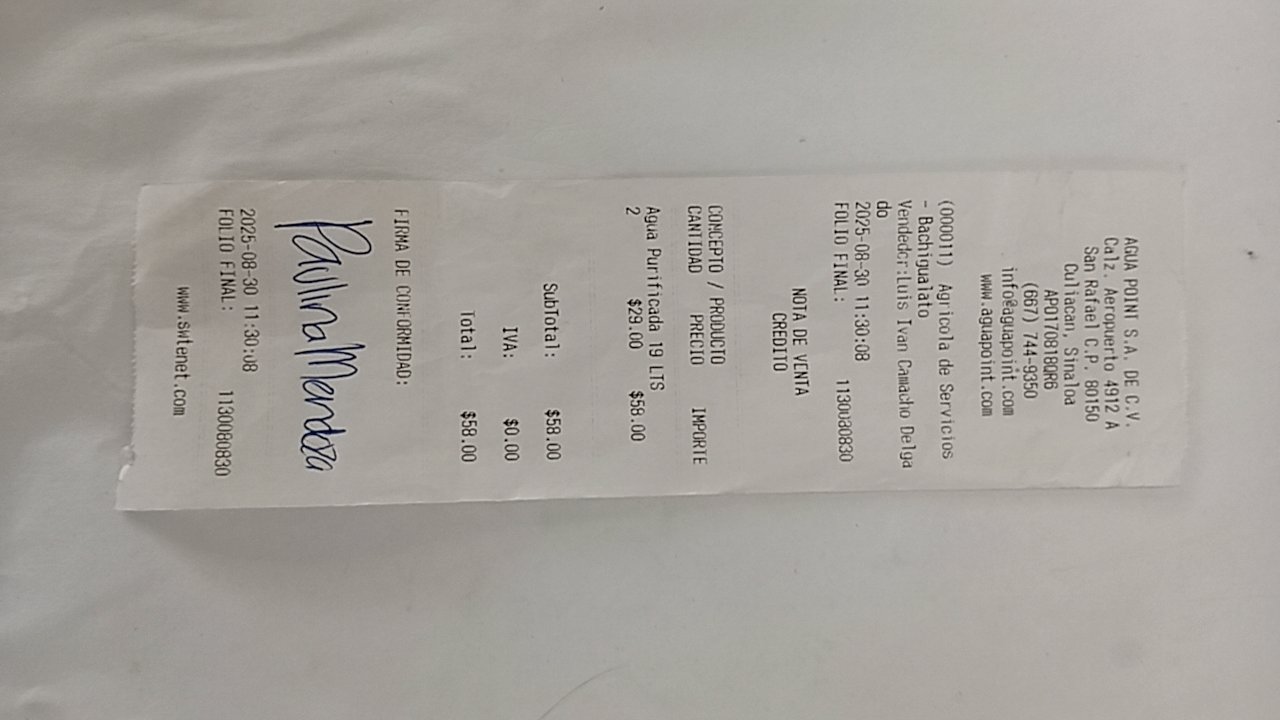 AGUA POINT S.A. DE C.V.
Calz. Aeropuerto 4912 A
San Rafael C.P. 80150
Culiacan, Sinaloa
APO170818QR6
(667) 744-9350
info@aguapoint.com
www.aguapoint.com
(000011) Agricola de Servicios
- Bachigualato
Vendedor:Luis Ivan Camacho Delga
do
2025-08-30 11:30:08
FOLIO FINAL: 1130080830
NOTA DE VENTA
CREDITO
CONCEPTO / PRODUCTO
CANTIDAD PRECIO IMPORTE
Agua Purificada 19 LTS
2 $29.00 $58.00
SubTotal: $58.00
IVA: $0.00
Total: $58.00
FIRMA DE CONFORMIDAD:
Paulina Mendoza
2025-08-30 11:30:08
FOLIO FINAL: 1130080830
www.swtenet.com